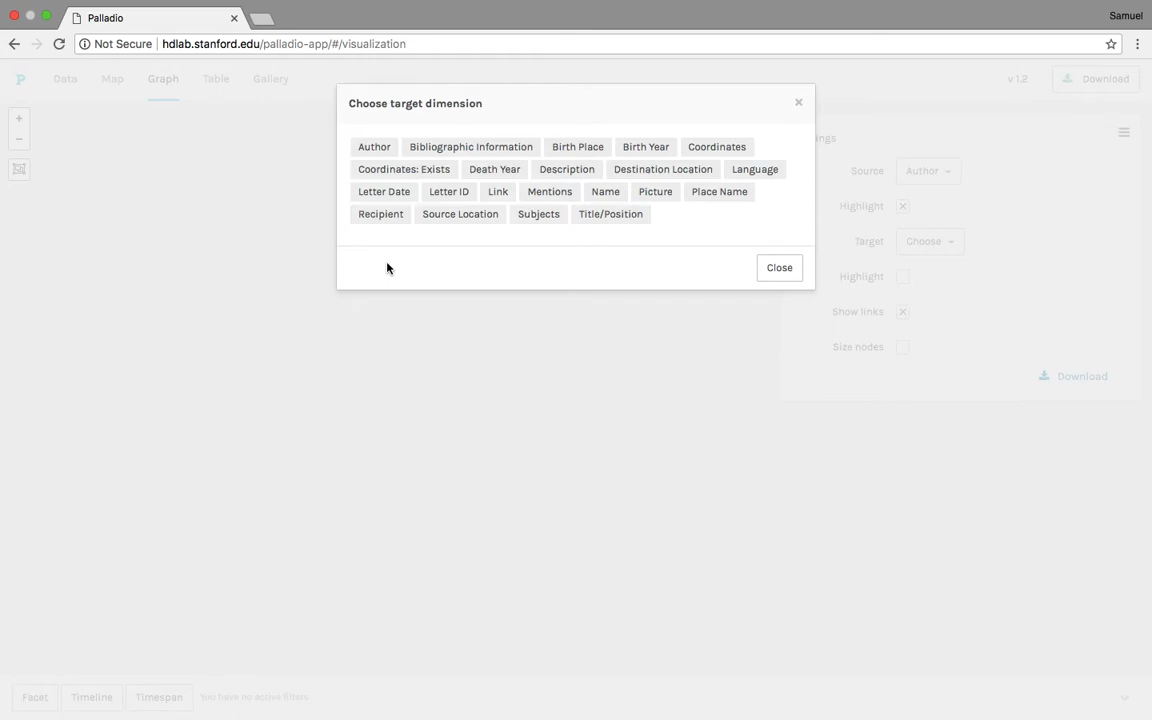 Palladio
Samuel
Not Secure | hdlab.stanford.edu/palladio-app/#/visualization
P Data Map Graph Table Gallery v 1.2 Download
Choose target dimension ×
Author Bibliographic Information Birth Place Birth Year Coordinates
Coordinates: Exists Death Year Description Destination Location Language
Letter Date Letter ID Link Mentions Name Picture Place Name
Recipient Source Location Subjects Title/Position
Close
ings
Source Author
Highlight
Target Choose
Highlight
Show links
Size nodes
Download
Facet Timeline Timespan You have no active filters